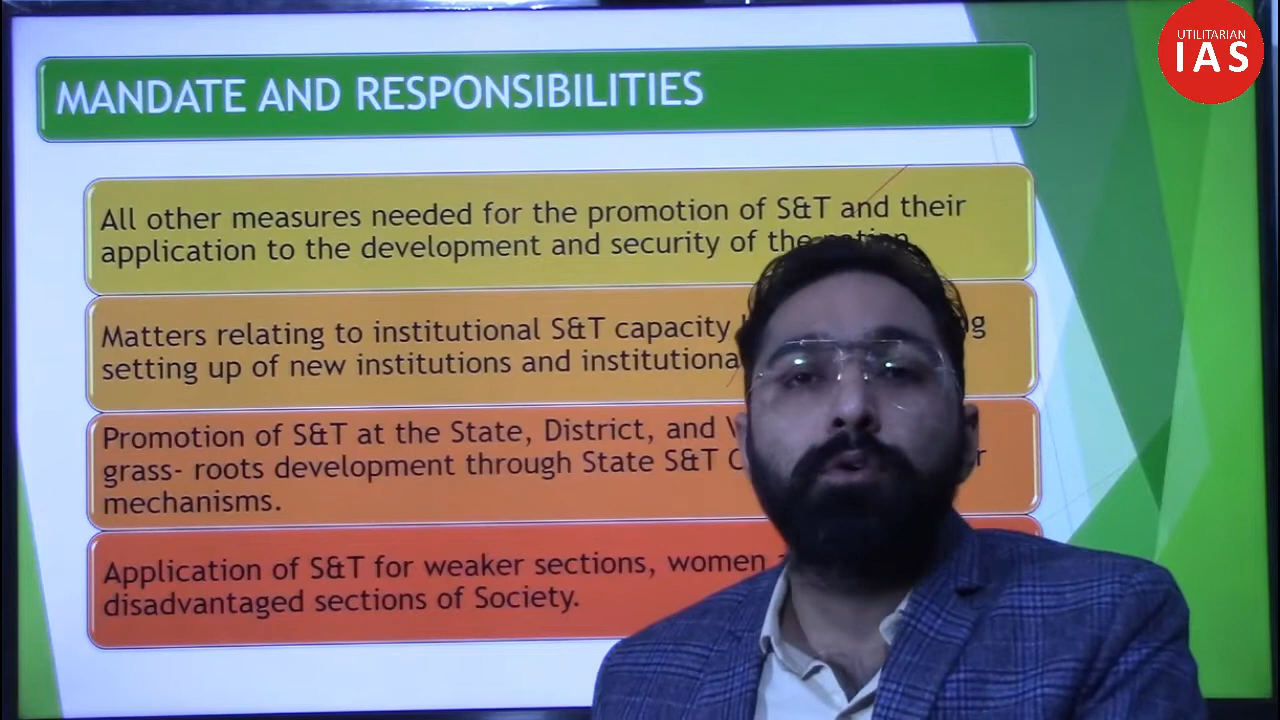 UTILITARIAN
IAS
MANDATE AND RESPONSIBILITIES
All other measures needed for the promotion of S&T and their
application to the development and security of the nation
Matters relating to institutional S&T capacity
setting up of new institutions and
Promotion of S&T at the State, District, and
grass- roots development through State S&T
mechanisms.
Application of S&T for weaker sections, women
disadvantaged sections of Society.